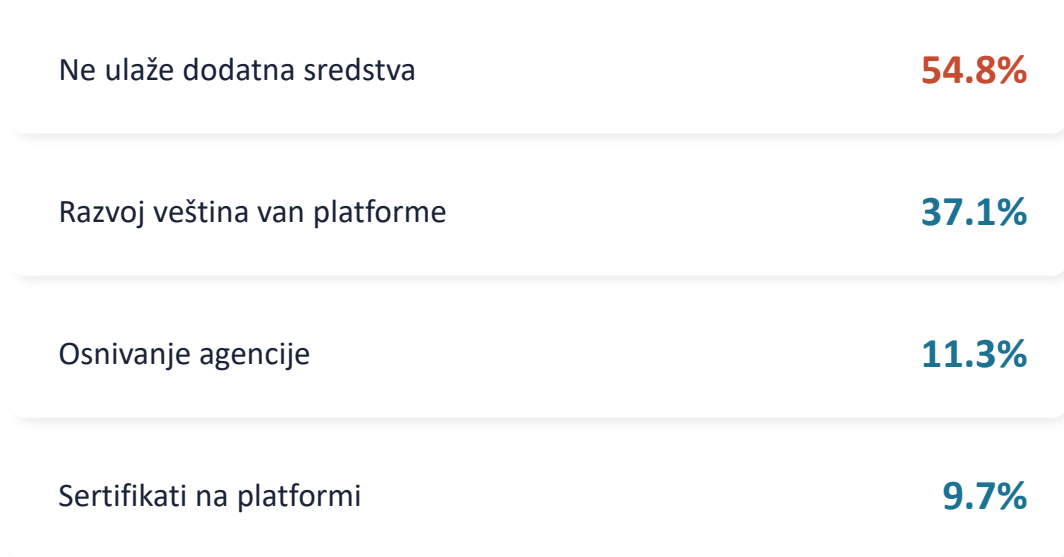 Ne ulaže dodatna sredstva 54.8%
Razvoj veština van platforme 37.1%
Osnivanje agencije 11.3%
Sertifikati na platformi 9.7%